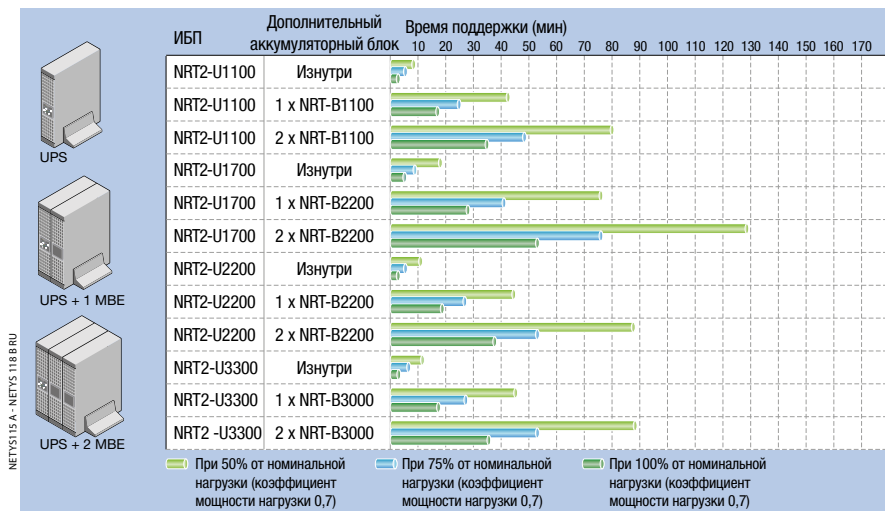 ИБП
Дополнительный
аккумуляторный блок
Время поддержки (мин)
10 20 30 40 50 60 70 80 90 100 110 120 130 140 150 160 170
NRT2-U1100 Изнутри
NRT2-U1100 1 x NRT-B1100
NRT2-U1100 2 x NRT-B1100
NRT2-U1700 Изнутри
NRT2-U1700 1 x NRT-B2200
NRT2-U1700 2 x NRT-B2200
NRT2-U2200 Изнутри
NRT2-U2200 1 x NRT-B2200
NRT2-U2200 2 x NRT-B2200
NRT2-U3300 Изнутри
NRT2-U3300 1 x NRT-B3000
NRT2 -U3300 2 x NRT-B3000
UPS
UPS + 1 MBE
UPS + 2 MBE
NETYS115 A - NETYS 118 B RU
При 50% от номинальной
нагрузки (коэффициент
мощности нагрузки 0,7)
При 75% от номинальной
нагрузки (коэффициент
мощности нагрузки 0,7)
При 100% от номинальной
нагрузки (коэффициент
мощности нагрузки 0,7)